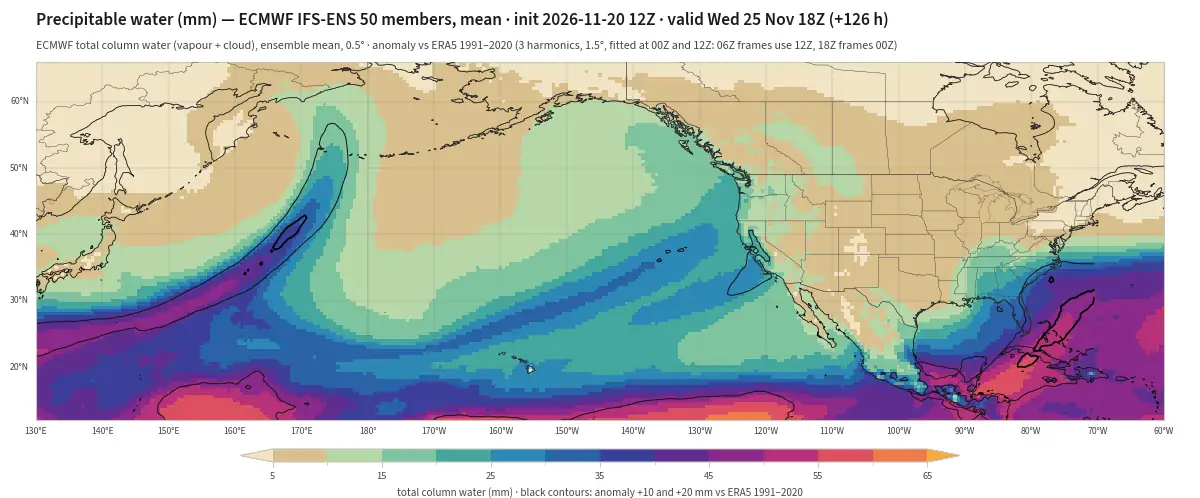 Precipitable water (mm) — ECMWF IFS-ENS 50 members, mean · init 2026-11-20 12Z · valid Wed 25 Nov 18Z (+126 h)
ECMWF total column water (vapour + cloud), ensemble mean, 0.5° · anomaly vs ERA5 1991–2020 (3 harmonics, 1.5°, fitted at 00Z and 12Z: 06Z frames use 12Z, 18Z frames 00Z)
60°N
50°N
40°N
30°N
20°N
130°E 140°E 150°E 160°E 170°E 180° 170°W 160°W 150°W 140°W 130°W 120°W 110°W 100°W 90°W 80°W 70°W 60°W
5 15 25 35 45 55 65
total column water (mm) · black contours: anomaly +10 and +20 mm vs ERA5 1991–2020